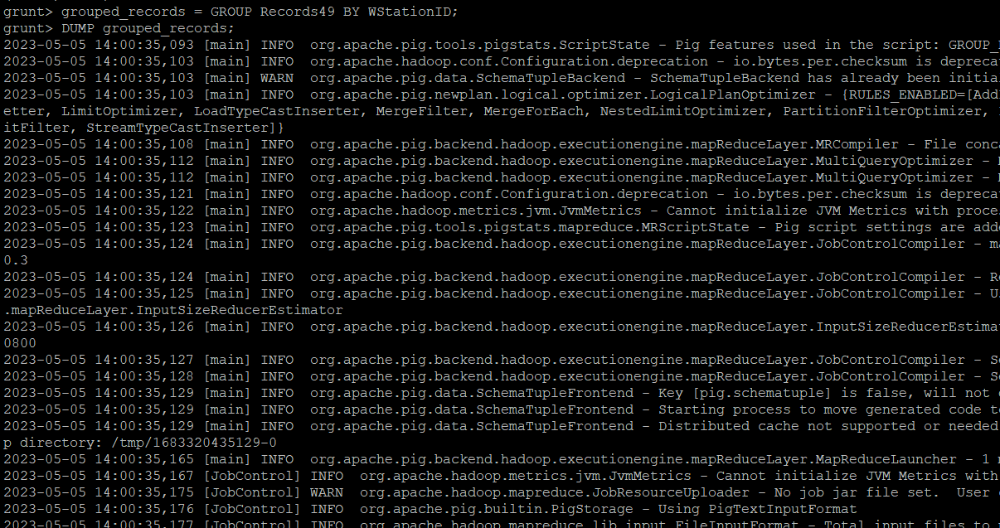 grunt> grouped_records = GROUP Records49 BY WStationID;
grunt> DUMP grouped_records;
2023-05-05 14:00:35,093 [main] INFO  org.apache.pig.tools.pigstats.ScriptState - Pig features used in the script: GROUP_
2023-05-05 14:00:35,103 [main] INFO  org.apache.hadoop.conf.Configuration.deprecation - io.bytes.per.checksum is depreca
2023-05-05 14:00:35,103 [main] WARN  org.apache.pig.data.SchemaTupleBackend - SchemaTupleBackend has already been initia
2023-05-05 14:00:35,103 [main] INFO  org.apache.pig.newplan.logical.optimizer.LogicalPlanOptimizer - {RULES_ENABLED=[Add
etter, LimitOptimizer, LoadTypeCastInserter, MergeFilter, MergeForEach, NestedLimitOptimizer, PartitionFilterOptimizer,
itFilter, StreamTypeCastInserter]}
2023-05-05 14:00:35,108 [main] INFO  org.apache.pig.backend.hadoop.executionengine.mapReduceLayer.MRCompiler - File conc
2023-05-05 14:00:35,112 [main] INFO  org.apache.pig.backend.hadoop.executionengine.mapReduceLayer.MultiQueryOptimizer -
2023-05-05 14:00:35,112 [main] INFO  org.apache.pig.backend.hadoop.executionengine.mapReduceLayer.MultiQueryOptimizer -
2023-05-05 14:00:35,121 [main] INFO  org.apache.hadoop.conf.Configuration.deprecation - io.bytes.per.checksum is depreca
2023-05-05 14:00:35,122 [main] INFO  org.apache.hadoop.metrics.jvm.JvmMetrics - Cannot initialize JVM Metrics with proce
2023-05-05 14:00:35,123 [main] INFO  org.apache.pig.tools.pigstats.mapreduce.MRScriptState - Pig script settings are add
2023-05-05 14:00:35,124 [main] INFO  org.apache.pig.backend.hadoop.executionengine.mapReduceLayer.JobControlCompiler - ma
0.3
2023-05-05 14:00:35,124 [main] INFO  org.apache.pig.backend.hadoop.executionengine.mapReduceLayer.JobControlCompiler - Re
2023-05-05 14:00:35,125 [main] INFO  org.apache.pig.backend.hadoop.executionengine.mapReduceLayer.JobControlCompiler - U
.mapReduceLayer.InputSizeReducerEstimator
2023-05-05 14:00:35,126 [main] INFO  org.apache.pig.backend.hadoop.executionengine.mapReduceLayer.InputSizeReducerEstima
0800
2023-05-05 14:00:35,127 [main] INFO  org.apache.pig.backend.hadoop.executionengine.mapReduceLayer.JobControlCompiler - Se
2023-05-05 14:00:35,128 [main] INFO  org.apache.pig.backend.hadoop.executionengine.mapReduceLayer.JobControlCompiler - Se
2023-05-05 14:00:35,129 [main] INFO  org.apache.pig.data.SchemaTupleFrontend - Key [pig.schematuple] is false, will not
2023-05-05 14:00:35,129 [main] INFO  org.apache.pig.data.SchemaTupleFrontend - Starting process to move generated code t
2023-05-05 14:00:35,129 [main] INFO  org.apache.pig.data.SchemaTupleFrontend - Distributed cache not supported or needed
p directory: /tmp/1683320435129-0
2023-05-05 14:00:35,165 [main] INFO  org.apache.pig.backend.hadoop.executionengine.mapReduceLayer.MapReduceLauncher - 1
2023-05-05 14:00:35,167 [JobControl] INFO  org.apache.hadoop.metrics.jvm.JvmMetrics - Cannot initialize JVM Metrics with
2023-05-05 14:00:35,175 [JobControl] WARN  org.apache.hadoop.mapreduce.JobResourceUploader - No job jar file set.  User
2023-05-05 14:00:35,176 [JobControl] INFO  org.apache.pig.builtin.PigStorage - Using PigTextInputFormat
2023-05-05 14:00:35,177 [JobControl] INFO  org.apache.hadoop.mapreduce.lib.input.FileInputFormat - Total input files to